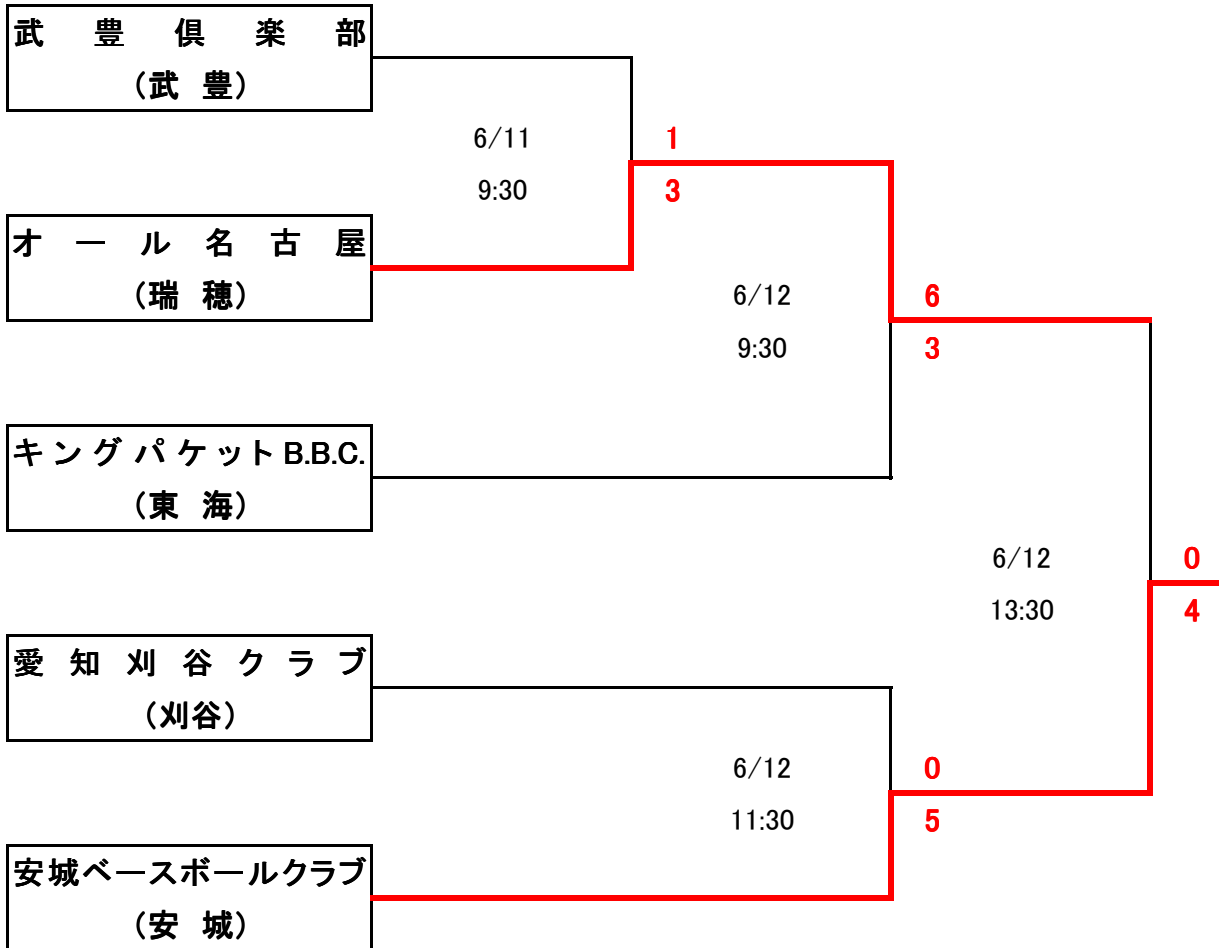 武豊倶楽部
（武 豊）
6/11
1
9:30
3
オール名古屋
（瑞 穂）
6/12
6
9:30
3
キングパケットB.B.C.
（東 海）
6/12
0
13:30
4
愛知刈谷クラブ
（刈谷）
6/12
0
11:30
5
安城ベースボールクラブ
（安 城）